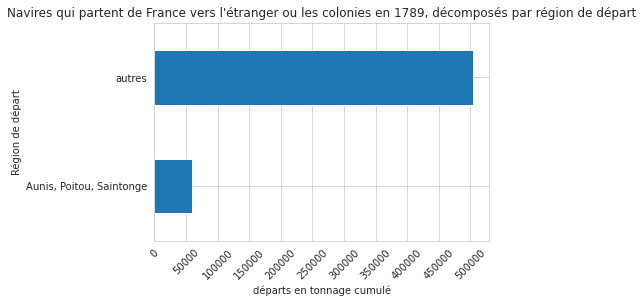 Navires qui partent de France vers l'étranger ou les colonies en 1789, décomposés par région de départ
Région de départ
autres
Aunis, Poitou, Saintonge
0
50000
100000
150000
200000
250000
300000
350000
400000
450000
500000
départs en tonnage cumulé